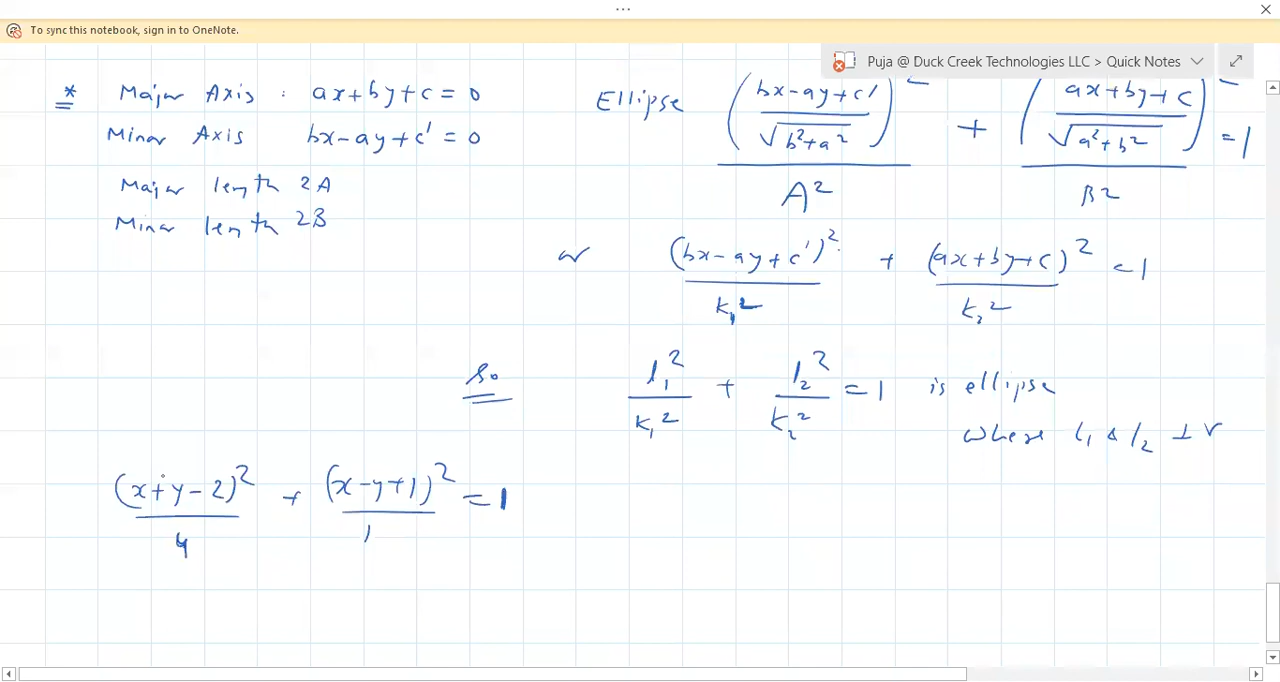 ...
To sync this notebook, sign in to OneNote.
Puja @ Duck Creek Technologies LLC > Quick Notes
* Major Axis : ax+by+c=0
Minor Axis bx-ay+c'=0
Major length 2A
Minor length 2B
Ellipse ((bx-ay+c')/√(b²+a²))²/A² + ((ax+by+c)/√(a²+b²))²/B² =1
or (bx-ay+c')²/k₁² + (ax+by+c)²/k₂² =1
So l₁²/k₁² + l₂²/k₂² =1 is ellipse
where l₁ & l₂ ⊥r
(x+y-2)²/4 + (x-y+1)²/1 =1